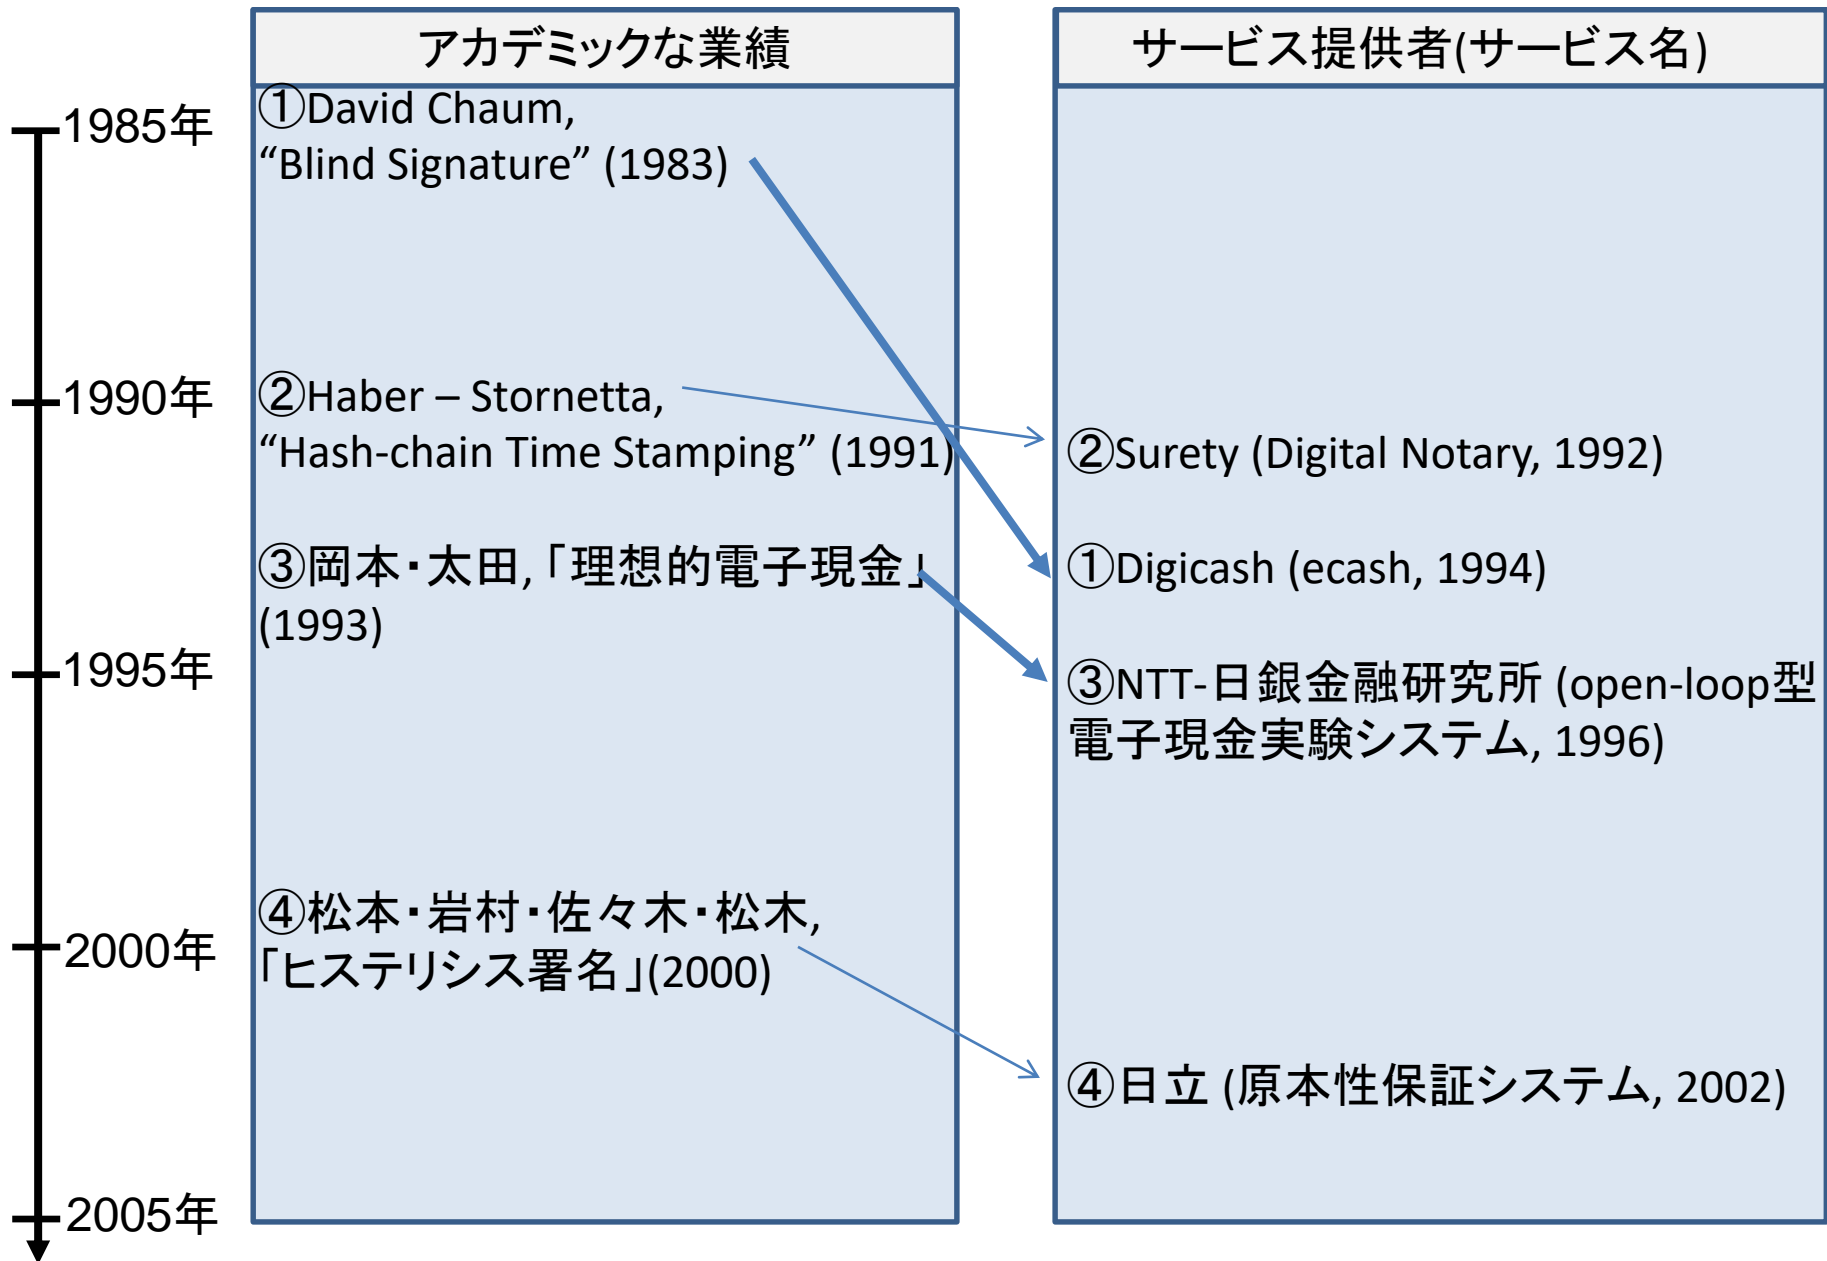 アカデミックな業績
サービス提供者(サービス名)
1985年
1990年
1995年
2000年
2005年
①David Chaum,
“Blind Signature” (1983)
②Haber – Stornetta,
“Hash-chain Time Stamping” (1991)
③岡本・太田, 「理想的電子現金」
(1993)
④松本・岩村・佐々木・松木,
「ヒステリシス署名」(2000)
②Surety (Digital Notary, 1992)
①Digicash (ecash, 1994)
③NTT-日銀金融研究所 (open-loop型
電子現金実験システム, 1996)
④日立 (原本性保証システム, 2002)